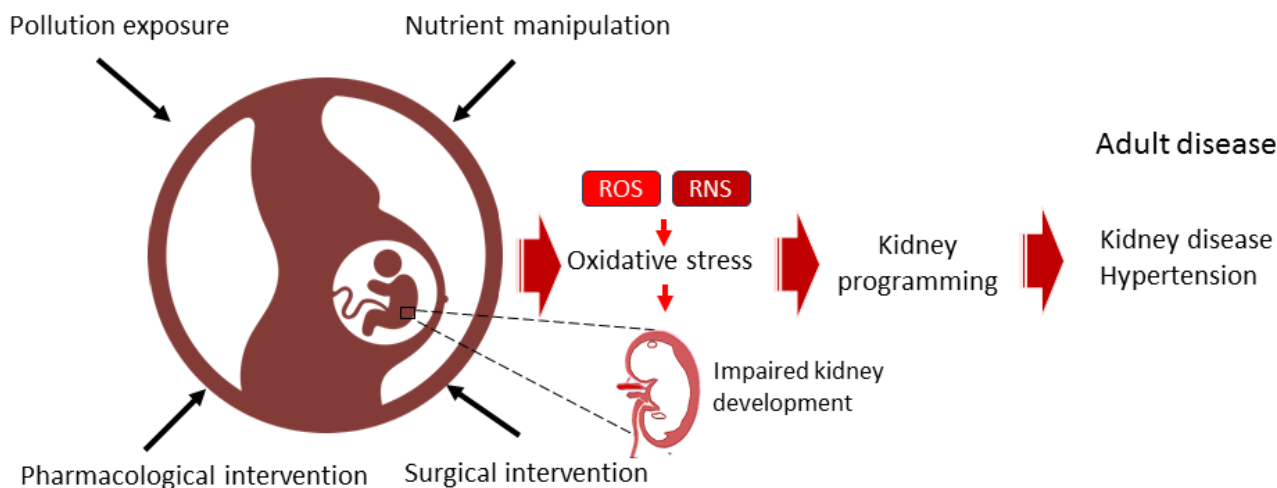 Pollution exposure
Nutrient manipulation
Adult disease
ROS
RNS
Oxidative stress
Kidney
programming
Kidney disease
Hypertension
Impaired kidney
development
Pharmacological intervention
Surgical intervention